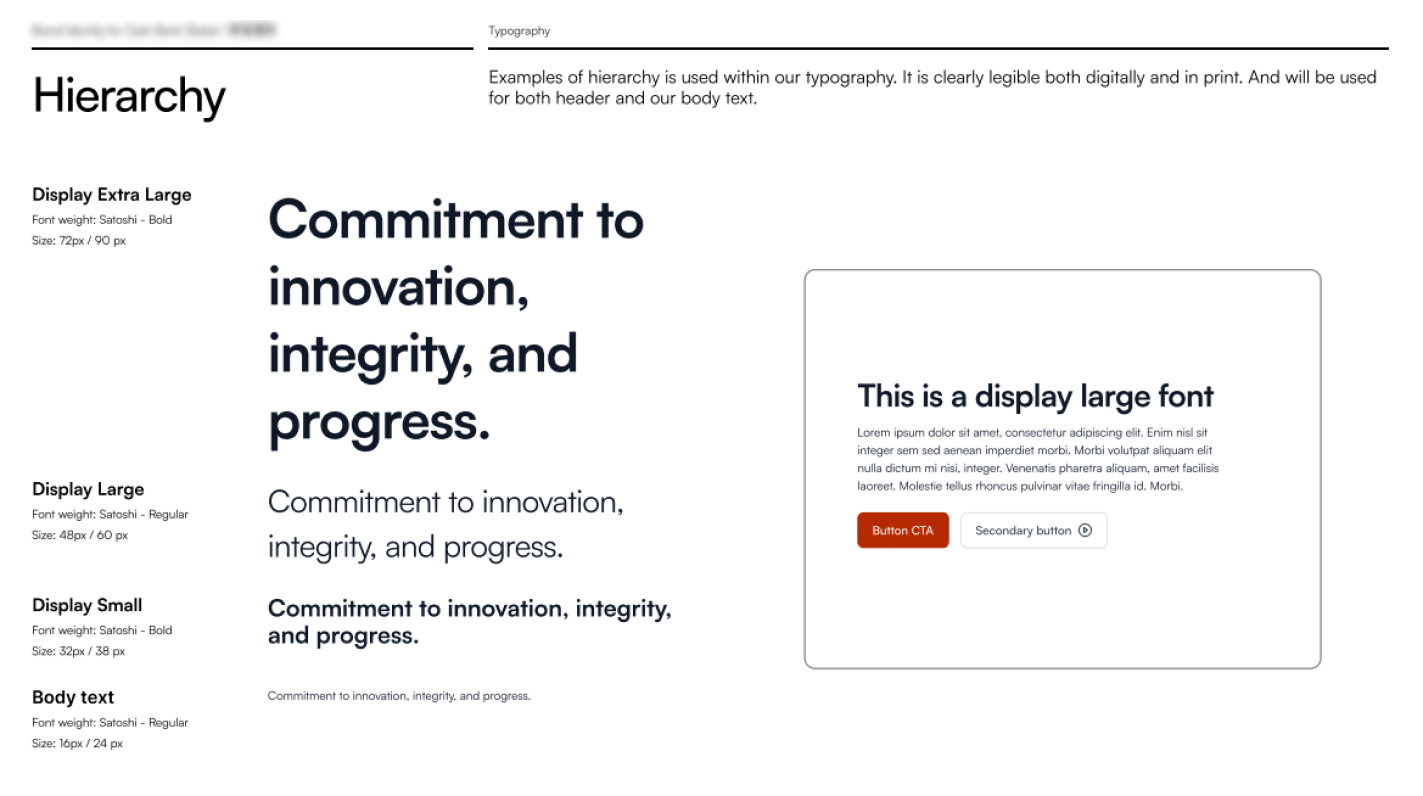 Typography
Hierarchy
Examples of hierarchy is used within our typography. It is clearly legible both digitally and in print. And will be used
for both header and our body text.
Display Extra Large
Font weight: Satoshi - Bold
Size: 72px / 90 px
Commitment to
innovation,
integrity, and
progress.
Display Large
Font weight: Satoshi - Regular
Size: 48px / 60 px
Commitment to innovation,
integrity, and progress.
Display Small
Font weight: Satoshi - Bold
Size: 32px / 38 px
Commitment to innovation, integrity,
and progress.
Body text
Font weight: Satoshi - Regular
Size: 16px / 24 px
Commitment to innovation, integrity, and progress.
This is a display large font
Lorem ipsum dolor sit amet, consectetur adipiscing elit. Enim nisl sit
integer sem sed aenean imperdiet morbi. Morbi volutpat aliquam elit
nulla dictum mi nisi, integer. Venenatis pharetra aliquam, amet facilisis
laoreet. Molestie tellus rhoncus pulvinar vitae fringilla id. Morbi.
Button CTA
Secondary button